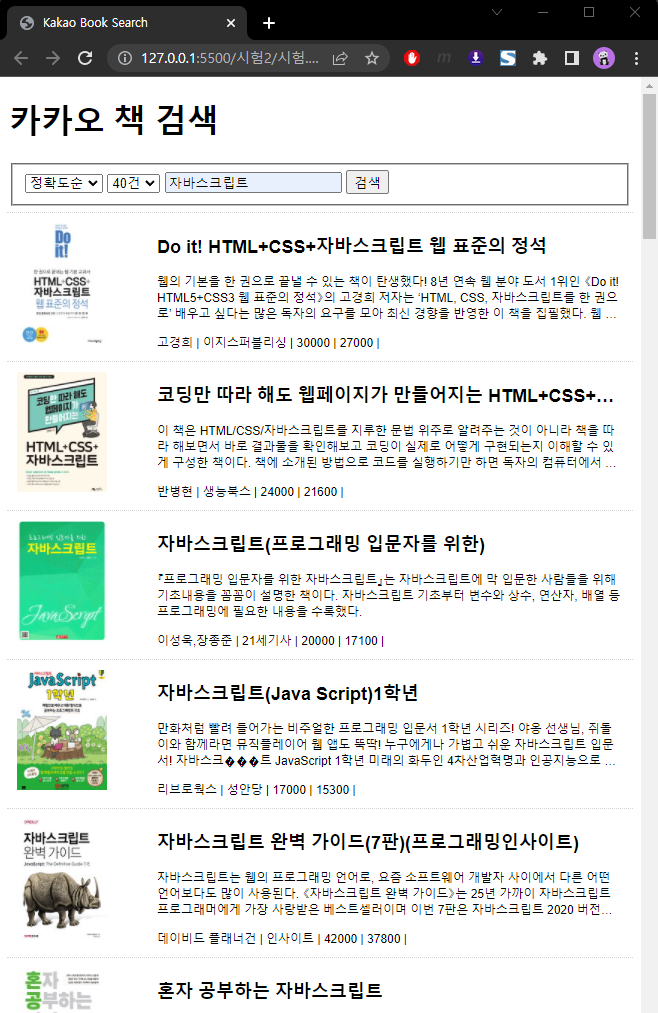 Kakao Book Search
127.0.0.1:5500/시험2/시험....
카카오 책 검색
정확도순 40건 자바스크립트 검색
Do it!
HTML+CSS+
자바스크립트
웹 표준의 정석
Do it! HTML+CSS+자바스크립트 웹 표준의 정석
웹의 기본을 한 권으로 끝낼 수 있는 책이 탄생했다! 8년 연속 웹 분야 도서 1위인 《Do it!
HTML5+CSS3 웹 표준의 정석》의 고경희 저자는 ‘HTML, CSS, 자바스크립트를 한 권으
로’ 배우고 싶다는 많은 독자의 요구를 모아 최신 경향을 반영한 이 책을 집필했다. 웹 ...
고경희 | 이지스퍼블리싱 | 30000 | 27000 |
코딩만 따라 해도
웹페이지가
만들어지는
HTML+CSS+
자바스크립트
코딩만 따라 해도 웹페이지가 만들어지는 HTML+CSS+...
이 책은 HTML/CSS/자바스크립트를 지루한 문법 위주로 알려주는 것이 아니라 책을 따
라 해보면서 바로 결과물을 확인해보고 코딩이 실제로 어떻게 구현되는지 이해할 수 있
게 구성한 책이다. 책에 소개된 방법으로 코드를 실행하기만 하면 독자의 컴퓨터에서 ...
반병현 | 생능북스 | 24000 | 21600 |
프로그래밍 입문자를 위한
자바스크립트
JavaScript
자바스크립트(프로그래밍 입문자를 위한)
『프로그래밍 입문자를 위한 자바스크립트』는 자바스크립트에 막 입문한 사람들을 위해
기초내용을 꼼꼼이 설명한 책이다. 자바스크립트 기초부터 변수와 상수, 연산자, 배열 등
프로그래밍에 필요한 내용을 수록했다.
이성욱,장종준 | 21세기사 | 20000 | 17100 |
JavaScript
1학년
자바스크립트(Java Script)1학년
만화처럼 빨려 들어가는 비주얼한 프로그래밍 입문서 1학년 시리즈! 야옹 선생님, 쥐돌
이와 함께라면 뮤직플레이어 웹 앱도 뚝딱! 누구에게나 가볍고 쉬운 자바스크립트 입문
서! 자바스크���트 JavaScript 1학년 미래의 화두인 4차산업혁명과 인공지능으로 ...
리브로웍스 | 성안당 | 17000 | 15300 |
O'REILLY
자바스크립트
완벽 가이드
JavaScript: The Definitive Guide
자바스크립트 완벽 가이드(7판)(프로그래밍인사이트)
자바스크립트는 웹의 프로그래밍 언어로, 요즘 소프트웨어 개발자 사이에서 다른 어떤
언어보다도 많이 사용된다. 《자바스크립트 완벽 가이드》는 25년 가까이 자바스크립트
프로그래머에게 가장 사랑받은 베스트셀러이며 이번 7판은 자바스크립트 2020 버전...
데이비드 플래너건 | 인사이트 | 42000 | 37800 |
혼자
공부하는
혼자 공부하는 자바스크립트